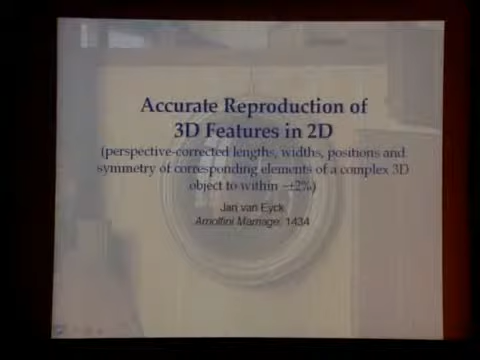 Accurate Reproduction of
3D Features in 2D
(perspective-corrected lengths, widths, positions and
symmetry of corresponding elements of a complex 3D
object to within ~±2%)
Jan van Eyck
Arnolfini Marriage, 1434